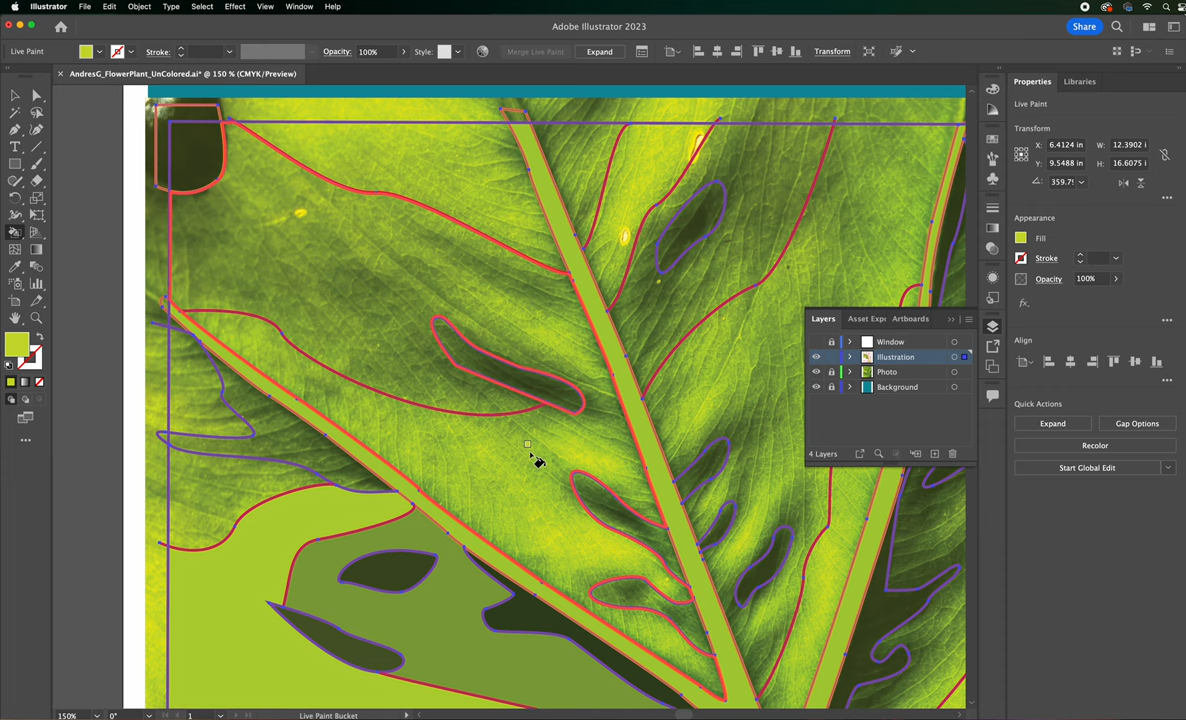 Illustrator File Edit Object Type Select Effect View Window Help
Adobe Illustrator 2023
Share
Live Paint Stroke: Opacity: 100% Style: Merge Live Paint Expand Transform
AndresG_FlowerPlant_UnColored.ai* @ 150 % (CMYK/Preview)
Properties Libraries
Live Paint
Transform
X: 6.4124 in W: 12.3902 i
Y: 9.5488 in H: 16.6075 i
359.7!
Appearance
Fill
Stroke
Opacity 100%
fx.
Align
Quick Actions
Expand Gap Options
Recolor
Start Global Edit
Layers Asset Expo Artboards
Window
Illustration
Photo
Background
4 Layers
150% 0° 1 Live Paint Bucket